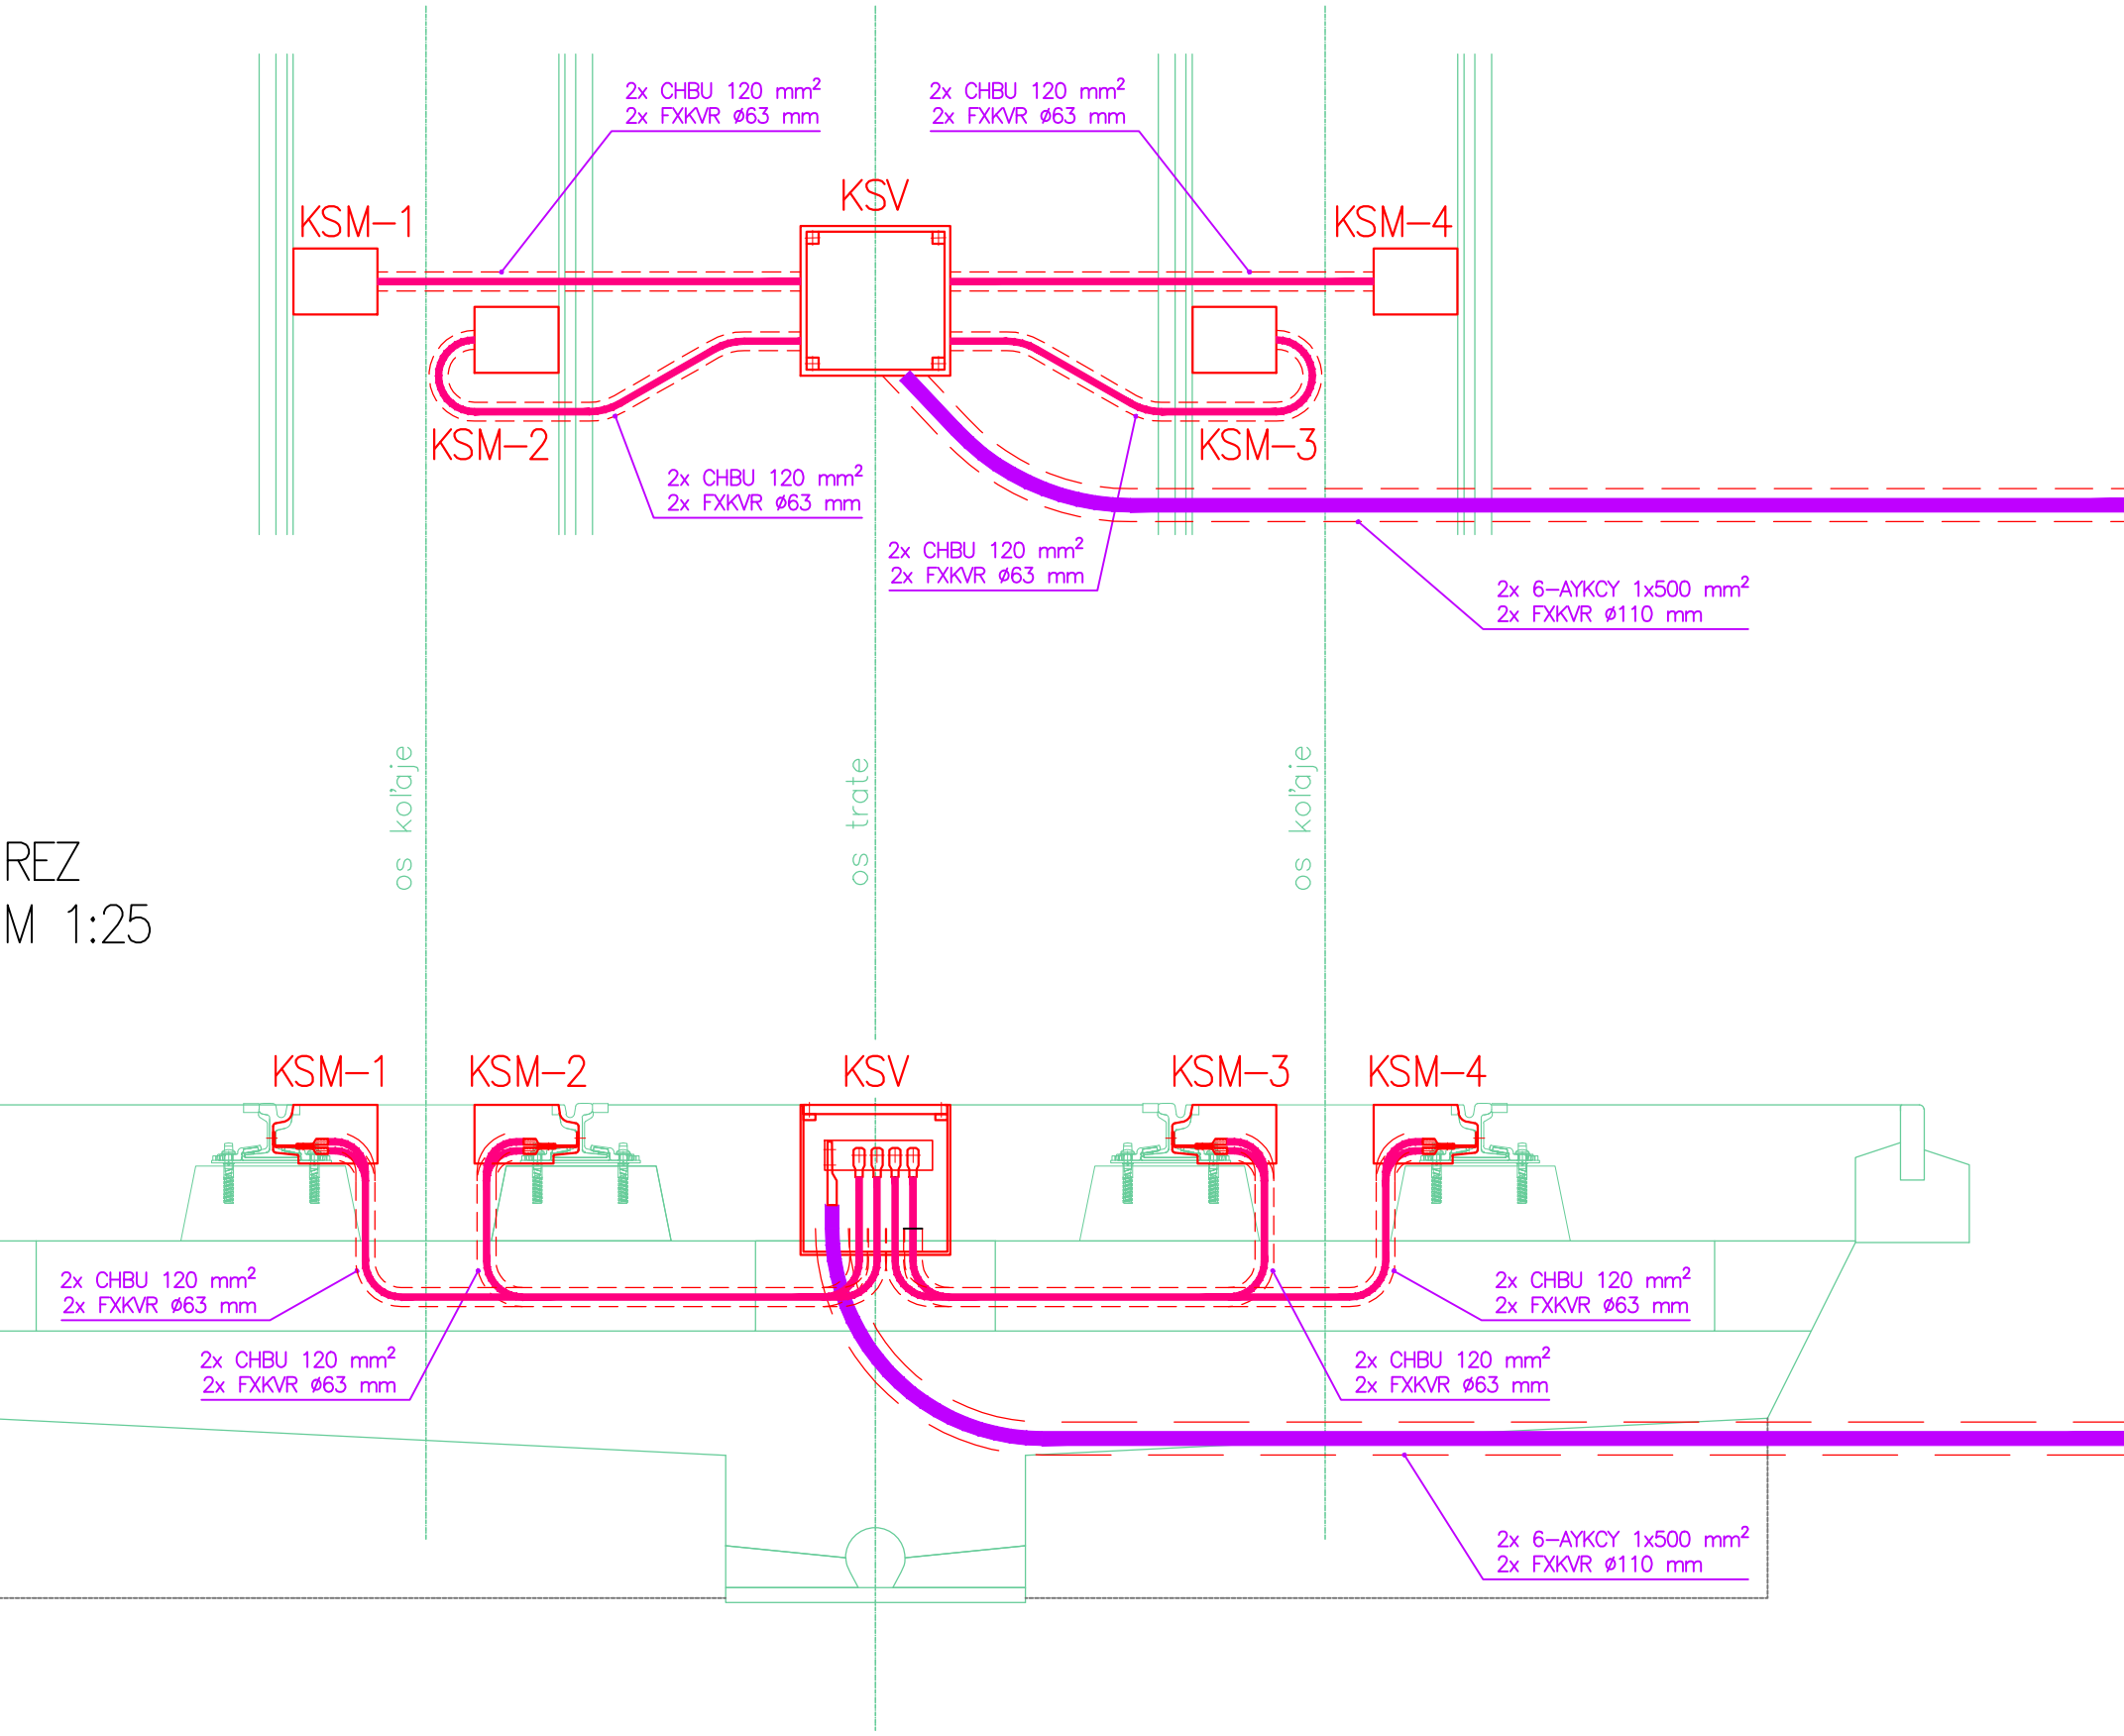 2x CHBU 120 mm²
2x FXKVR ø63 mm
2x CHBU 120 mm²
2x FXKVR ø63 mm
KSV
KSM-1
KSM-4
KSM-2
KSM-3
2x CHBU 120 mm²
2x FXKVR ø63 mm
2x CHBU 120 mm²
2x FXKVR ø63 mm
2x 6-AYKCY 1x500 mm²
2x FXKVR ø110 mm
os koľaje
os trate
os koľaje
REZ
M 1:25
KSM-1
KSM-2
KSV
KSM-3
KSM-4
2x CHBU 120 mm²
2x FXKVR ø63 mm
2x CHBU 120 mm²
2x FXKVR ø63 mm
2x CHBU 120 mm²
2x FXKVR ø63 mm
2x CHBU 120 mm²
2x FXKVR ø63 mm
2x 6-AYKCY 1x500 mm²
2x FXKVR ø110 mm